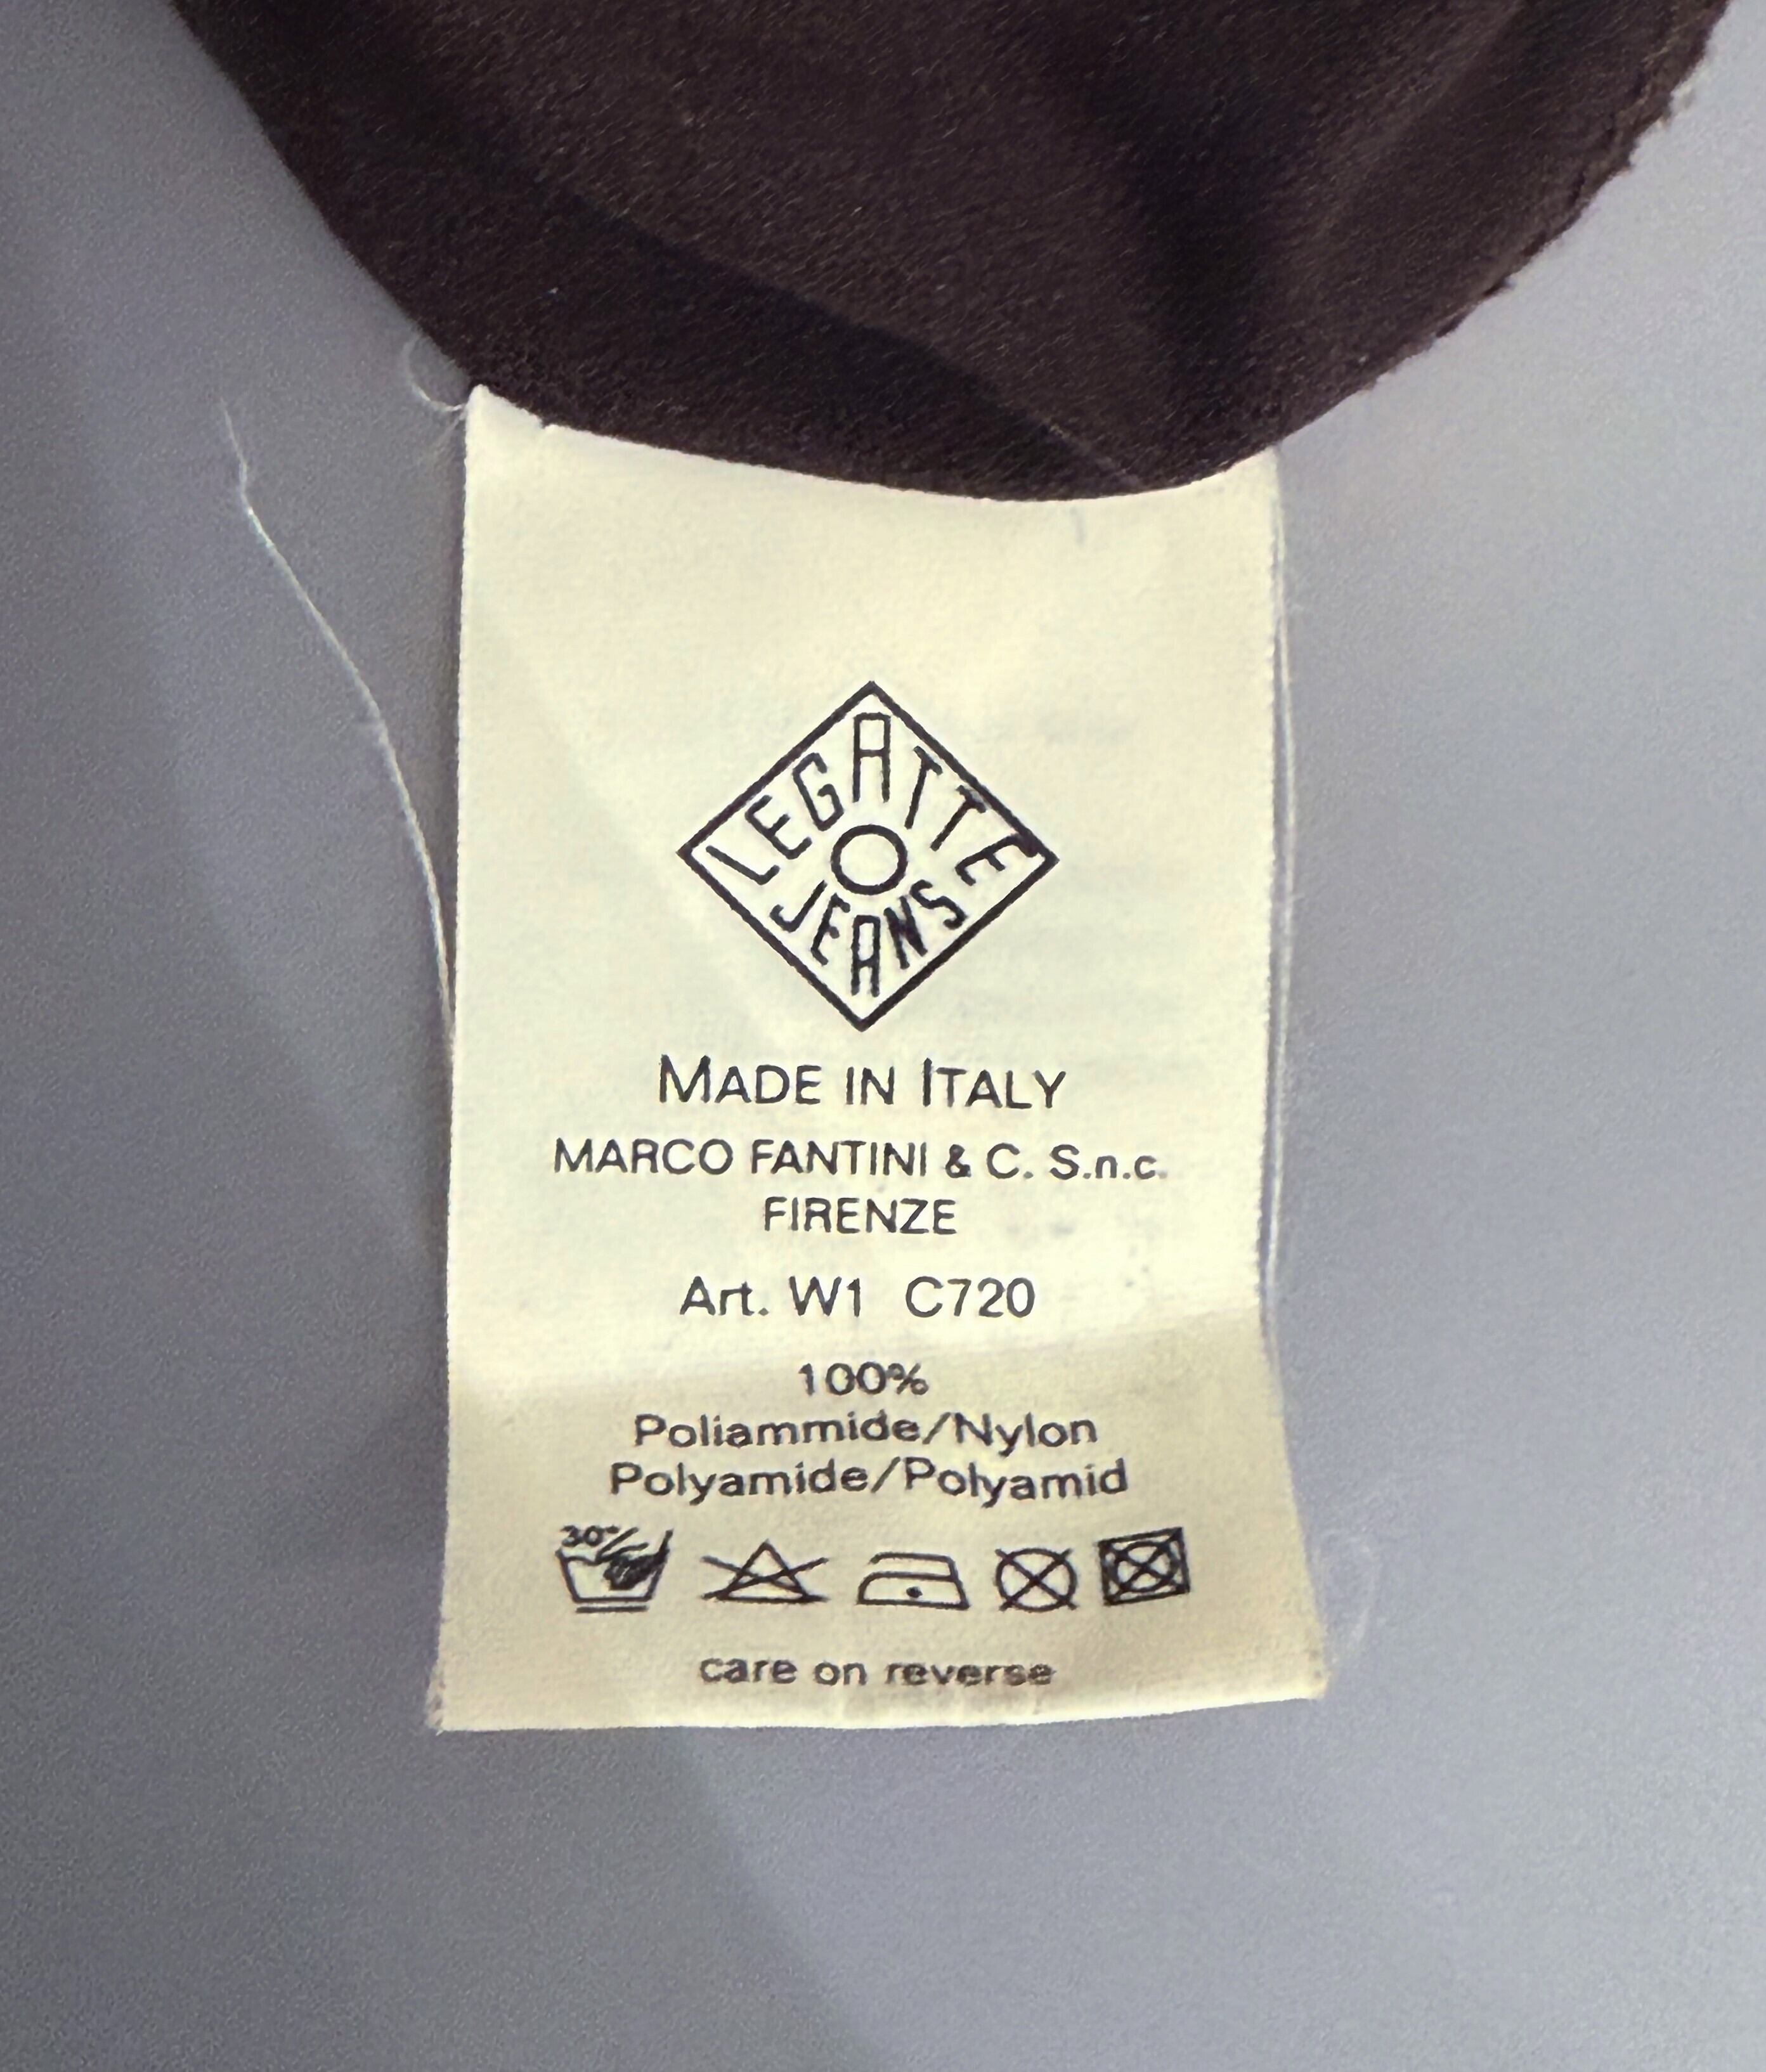 LEGATTE
JEANS
MADE IN ITALY
MARCO FANTINI & C. S.n.c.
FIRENZE
Art. W1 C720
100%
Poliammide/Nylon
Polyamide/Polyamid
30°
care on reverse